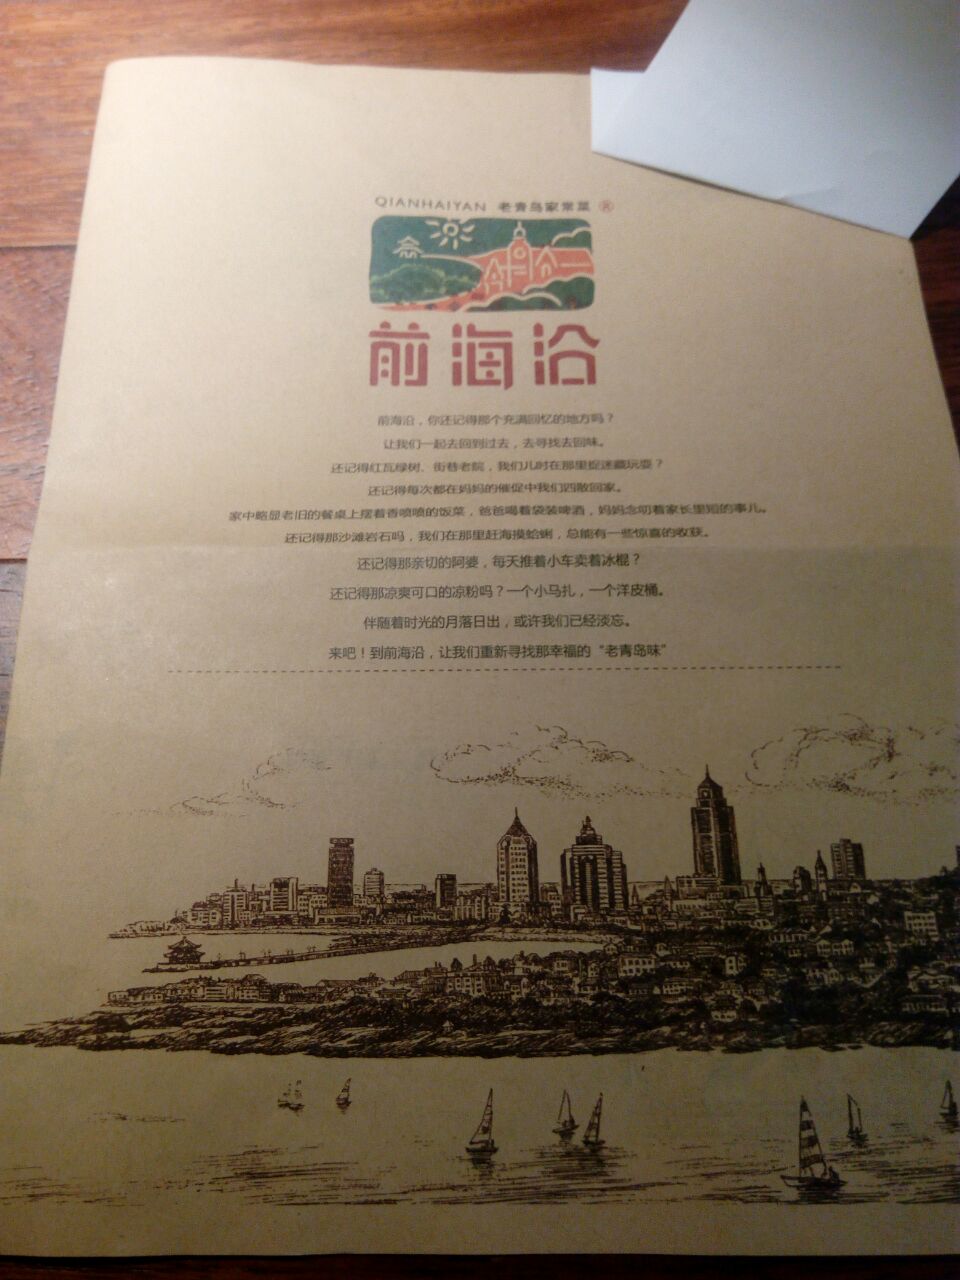 QIANHAIYAN 老青岛家常菜 ®
前海沿
前海沿，你还记得那个充满回忆的地方吗？
让我们一起去回到过去，去寻找去回味。
还记得红瓦绿树、街巷老院，我们儿时在那里捉迷藏玩耍？
还记得每次都在妈妈的催促中我们四散回家。
家中略显老旧的餐桌上摆着香喷喷的饭菜，爸爸喝着袋装啤酒，妈妈念叨着家长里短的事儿。
还记得那沙滩岩石吗，我们在那里赶海摸蛤蜊，总能有一些惊喜的收获。
还记得那亲切的阿婆，每天推着小车卖着冰棍？
还记得那凉爽可口的凉粉吗？一个小马扎，一个洋皮桶。
伴随着时光的月落日出，或许我们已经淡忘。
来吧！到前海沿，让我们重新寻找那幸福的“老青岛味”